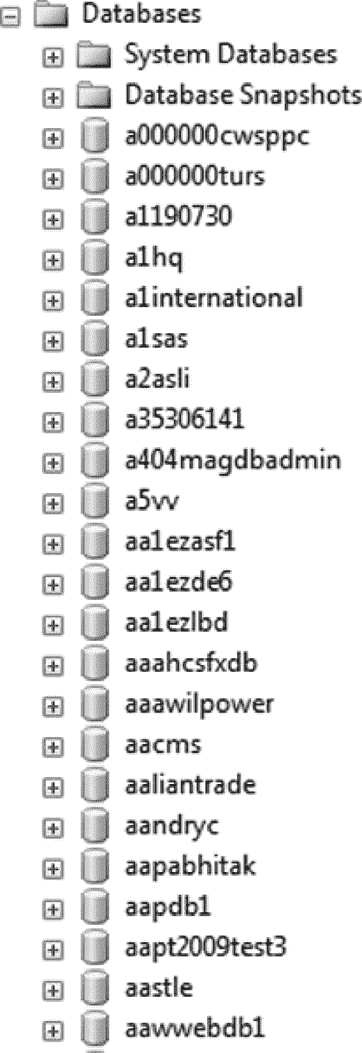 Databases
System Databases
Database Snapshots
a000000cwsppc
a000000turs
a1190730
a1hq
a1international
a1sas
a2asli
a35306141
a404magdbadmin
a5vv
aa1ezasf1
aa1ezde6
aa1ezlbd
aaahcsfxdb
aaawilpower
aacms
aaliantrade
aandryc
aapabhitak
aapdb1
aapt2009test3
aastle
aawwebdb1